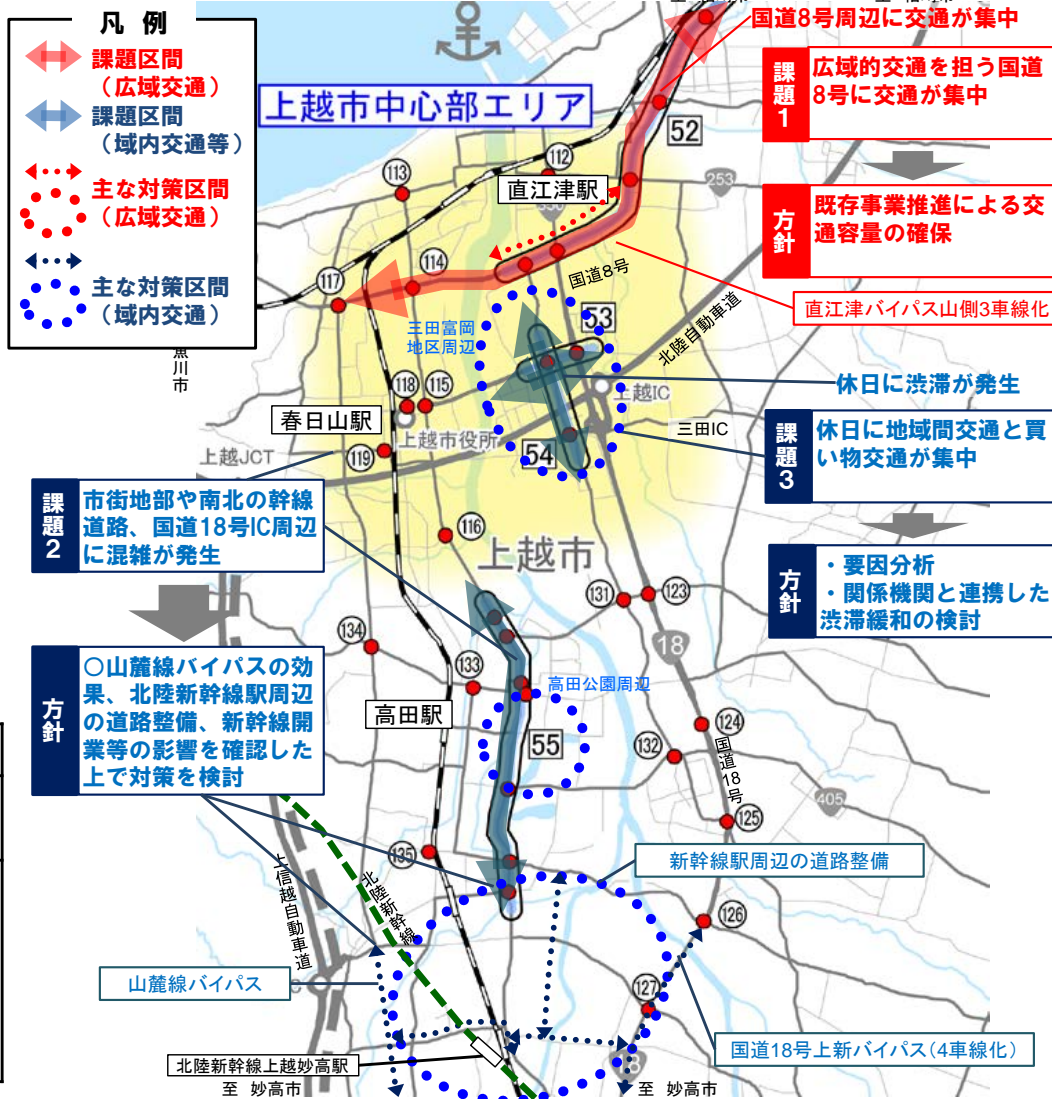 凡 例
課題区間
（広域交通）
課題区間
（域内交通等）
主な対策区間
（広域交通）
主な対策区間
（域内交通）
上越市中心部エリア
国道8号周辺に交通が集中
課題1
広域的交通を担う国道
8号に交通が集中
方針
既存事業推進による交
通容量の確保
直江津バイパス山側3車線化
52
253
112
113
直江津駅
114
117
国道8号
三田富岡
地区周辺
53
北陸自動車道
魚川市
118
115
春日山駅
上越市役所
上越IC
休日に渋滞が発生
三田IC
上越JCT
119
54
課題3
休日に地域間交通と買
い物交通が集中
課題2
市街地部や南北の幹線
道路、国道18号IC周辺
に混雑が発生
116
上越市
方針
・要因分析
・関係機関と連携した
渋滞緩和の検討
131
123
18
134
133
高田公園周辺
方針
○山麓線バイパスの効
果、北陸新幹線駅周辺
の道路整備、新幹線開
業等の影響を確認した
上で対策を検討
高田駅
55
124
132
国道18号
405
125
135
新幹線駅周辺の道路整備
上信越自動車道
北陸新幹線
126
山麓線バイパス
127
国道18号上新バイパス(4車線化)
北陸新幹線上越妙高駅
18
至 妙高市
至 妙高市